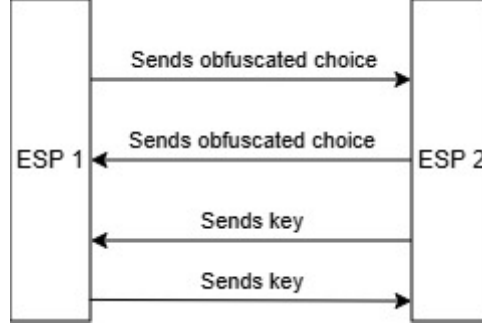 Sends obfuscated choice
Sends obfuscated choice
ESP 1
ESP 2
Sends key
Sends key